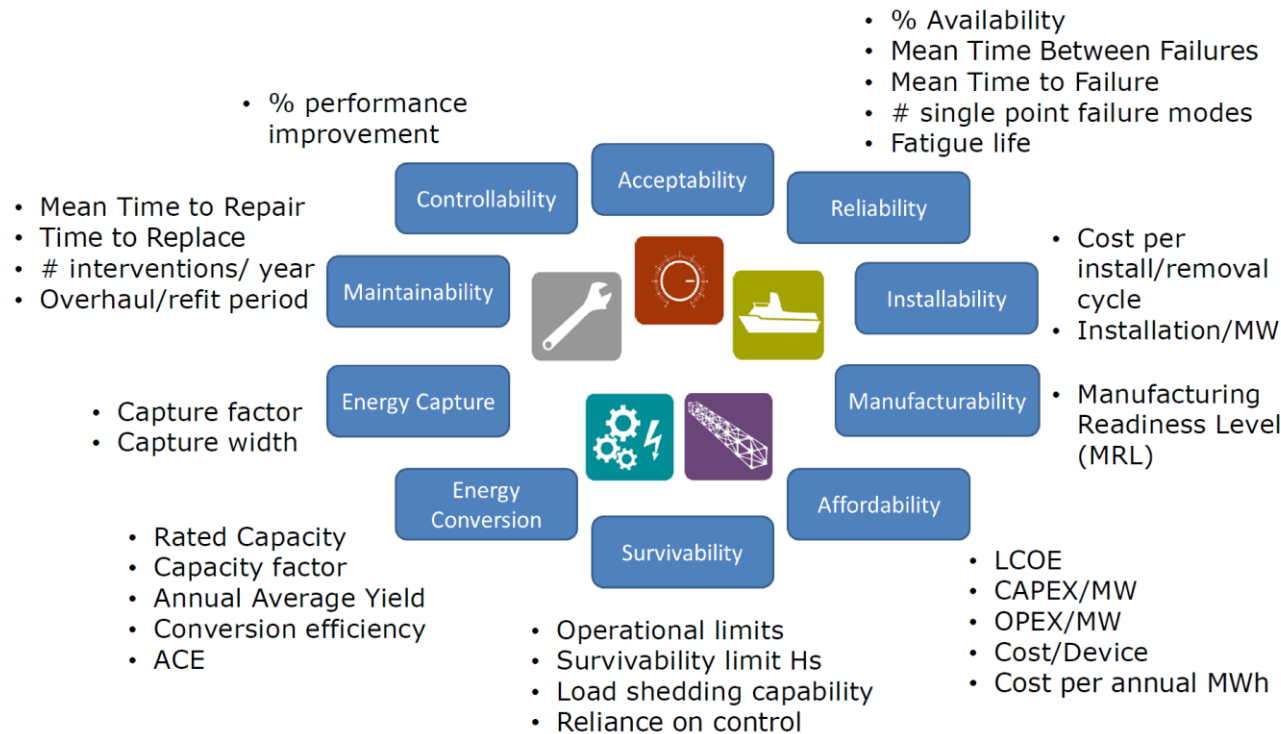 • % Availability
• Mean Time Between Failures
• Mean Time to Failure
• # single point failure modes
• Fatigue life
• % performance
improvement
Acceptability
Controllability
Reliability
• Mean Time to Repair
• Time to Replace
• # interventions/ year
• Overhaul/refit period
Maintainability
Installability
• Cost per
install/removal
cycle
• Installation/MW
Energy Capture
Manufacturability
• Capture factor
• Capture width
• Manufacturing
Readiness Level
(MRL)
Energy
Conversion
Survivability
Affordability
• Rated Capacity
• Capacity factor
• Annual Average Yield
• Conversion efficiency
• ACE
• Operational limits
• Survivability limit Hs
• Load shedding capability
• Reliance on control
• LCOE
• CAPEX/MW
• OPEX/MW
• Cost/Device
• Cost per annual MWh